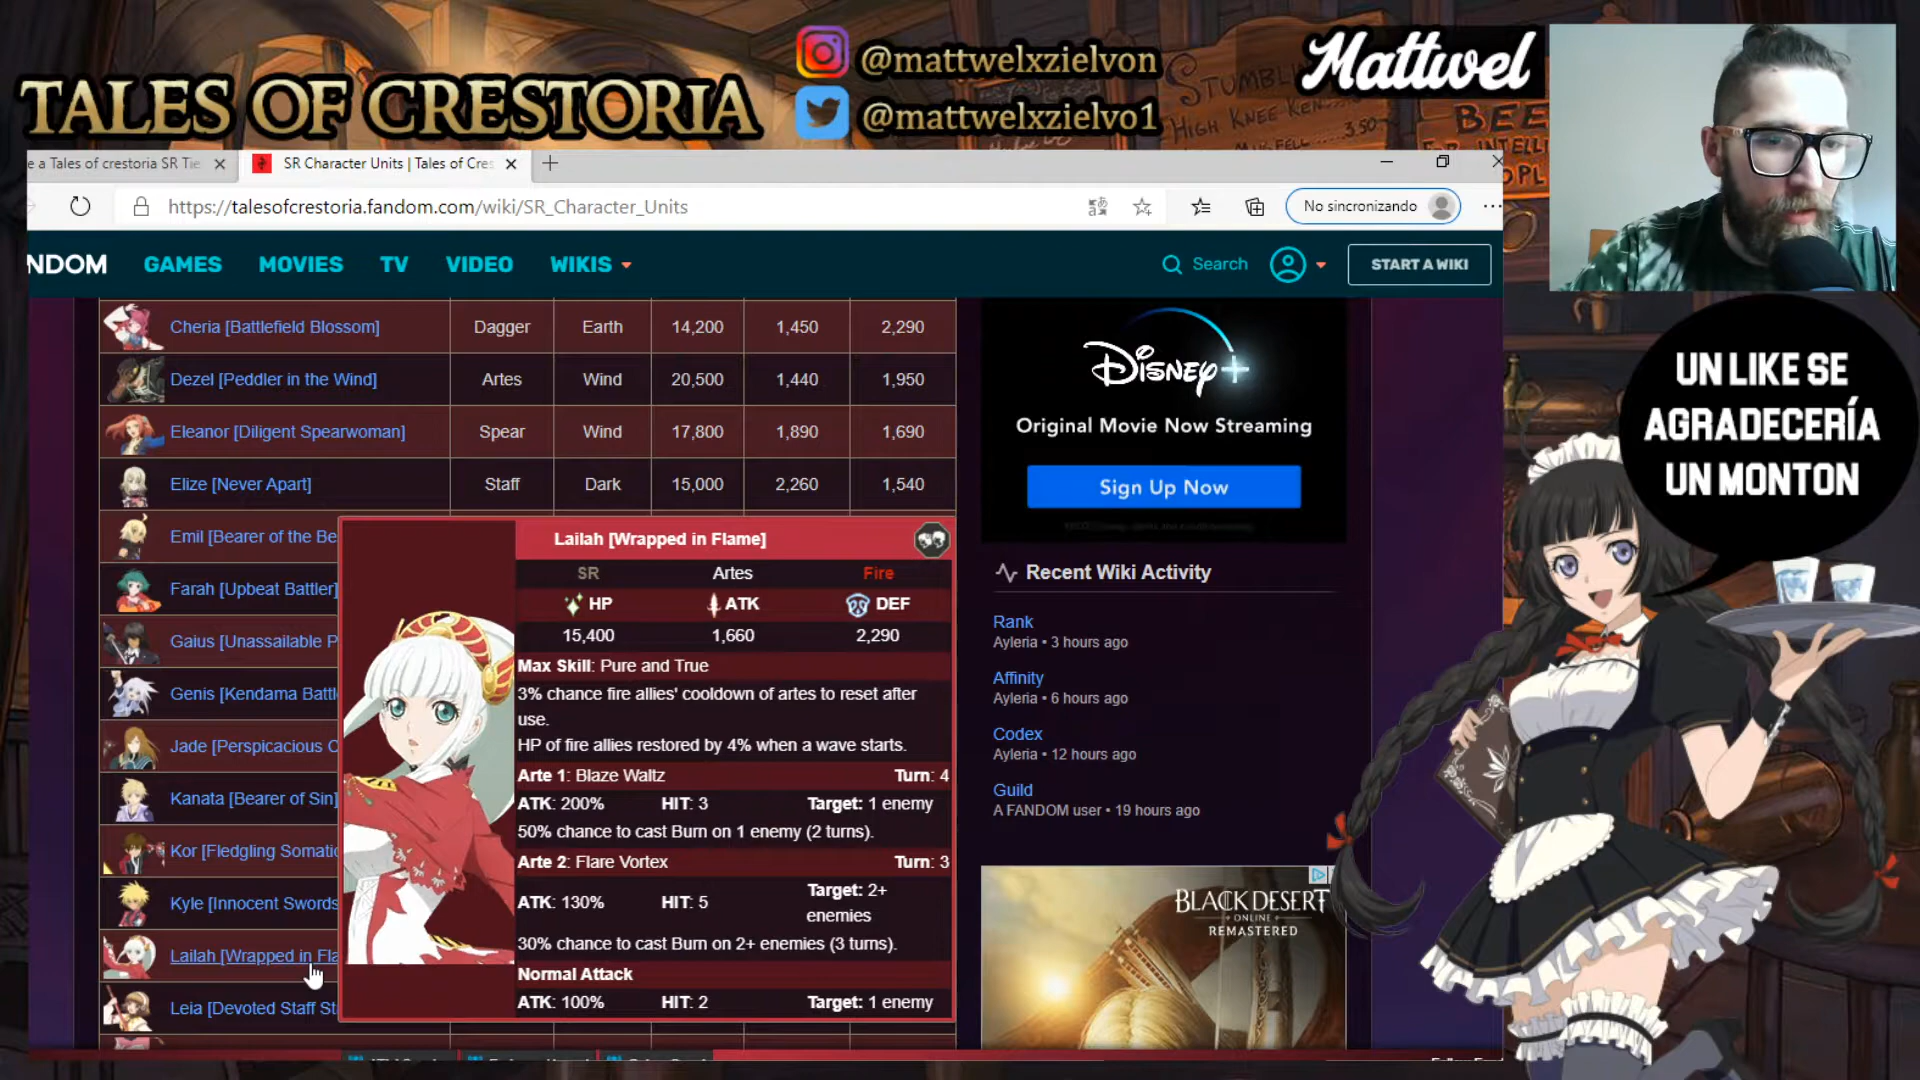 TALES OF CRESTORIA
@mattwelxzielvon
@mattwelxzielvo1
Mattwel
STUMBL
HIGH KNEE KEN
3.50
BEE
e a Tales of crestoria SR Tie
SR Character Units | Tales of Cres
https://talesofcrestoria.fandom.com/wiki/SR_Character_Units
No sincronizando
NDOM
GAMES
MOVIES
TV
VIDEO
WIKIS
Search
START A WIKI
Cheria [Battlefield Blossom] Dagger Earth 14,200 1,450 2,290
Dezel [Peddler in the Wind] Artes Wind 20,500 1,440 1,950
Eleanor [Diligent Spearwoman] Spear Wind 17,800 1,890 1,690
Elize [Never Apart] Staff Dark 15,000 2,260 1,540
Emil [Bearer of the Be
Farah [Upbeat Battler]
Gaius [Unassailable P
Genis [Kendama Battl
Jade [Perspicacious C
Kanata [Bearer of Sin]
Kor [Fledgling Somatic
Kyle [Innocent Swords
Lailah [Wrapped in Fla
Leia [Devoted Staff St
Lailah [Wrapped in Flame]
SR Artes Fire
HP ATK DEF
15,400 1,660 2,290
Max Skill: Pure and True
3% chance fire allies' cooldown of artes to reset after
use.
HP of fire allies restored by 4% when a wave starts.
Arte 1: Blaze Waltz Turn: 4
ATK: 200% HIT: 3 Target: 1 enemy
50% chance to cast Burn on 1 enemy (2 turns).
Arte 2: Flare Vortex Turn: 3
ATK: 130% HIT: 5 Target: 2+
enemies
30% chance to cast Burn on 2+ enemies (3 turns).
Normal Attack
ATK: 100% HIT: 2 Target: 1 enemy
Disney+
Original Movie Now Streaming
Sign Up Now
Recent Wiki Activity
Rank
Ayleria • 3 hours ago
Affinity
Ayleria • 6 hours ago
Codex
Ayleria • 12 hours ago
Guild
A FANDOM user • 19 hours ago
BLACK DESERT
ONLINE
REMASTERED
UN LIKE SE
AGRADECERÍA
UN MONTON